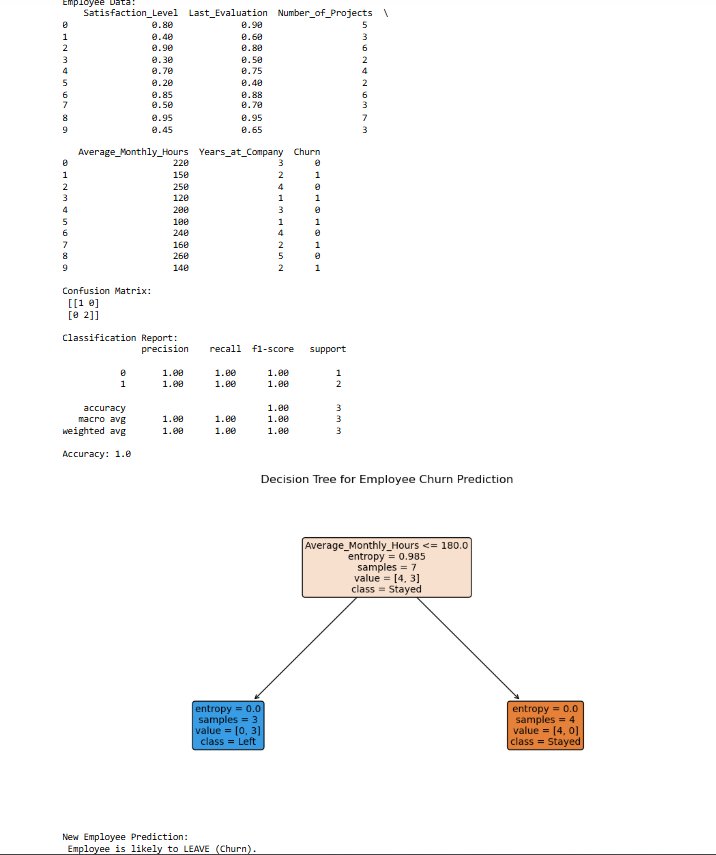 Employee Data:
Satisfaction_Level Last_Evaluation Number_of_Projects \
0 0.80 0.90 5
1 0.40 0.60 3
2 0.90 0.80 6
3 0.30 0.50 2
4 0.70 0.75 4
5 0.20 0.40 2
6 0.85 0.88 6
7 0.50 0.70 3
8 0.95 0.95 7
9 0.45 0.65 3
Average_Monthly_Hours Years_at_Company Churn
0 220 3 0
1 150 2 1
2 250 4 0
3 120 1 1
4 200 3 0
5 100 1 1
6 240 4 0
7 160 2 1
8 260 5 0
9 140 2 1
Confusion Matrix:
[[1 0]
[0 2]]
Classification Report:
precision recall f1-score support
0 1.00 1.00 1.00 1
1 1.00 1.00 1.00 2
accuracy 1.00 3
macro avg 1.00 1.00 1.00 3
weighted avg 1.00 1.00 1.00 3
Accuracy: 1.0
Decision Tree for Employee Churn Prediction
Average_Monthly_Hours <= 180.0
entropy = 0.985
samples = 7
value = [4, 3]
class = Stayed
entropy = 0.0
samples = 3
value = [0, 3]
class = Left
entropy = 0.0
samples = 4
value = [4, 0]
class = Stayed
New Employee Prediction:
Employee is likely to LEAVE (Churn).